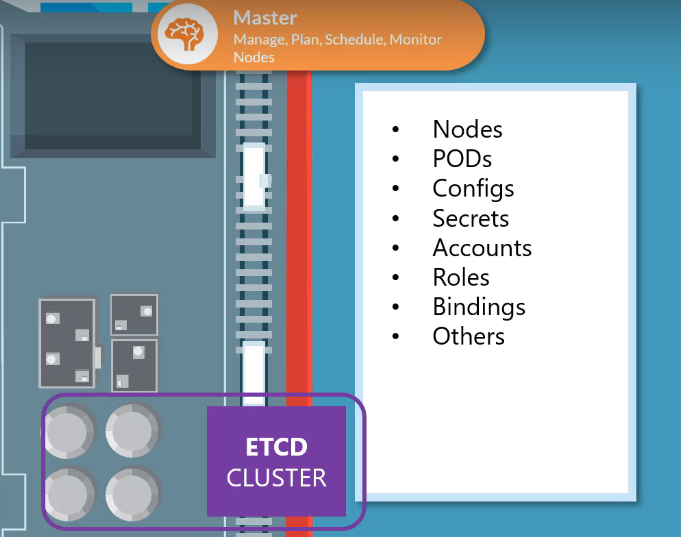 Master
Manage, Plan, Schedule, Monitor
Nodes
• Nodes
• PODs
• Configs
• Secrets
• Accounts
• Roles
• Bindings
• Others
ETCD
CLUSTER